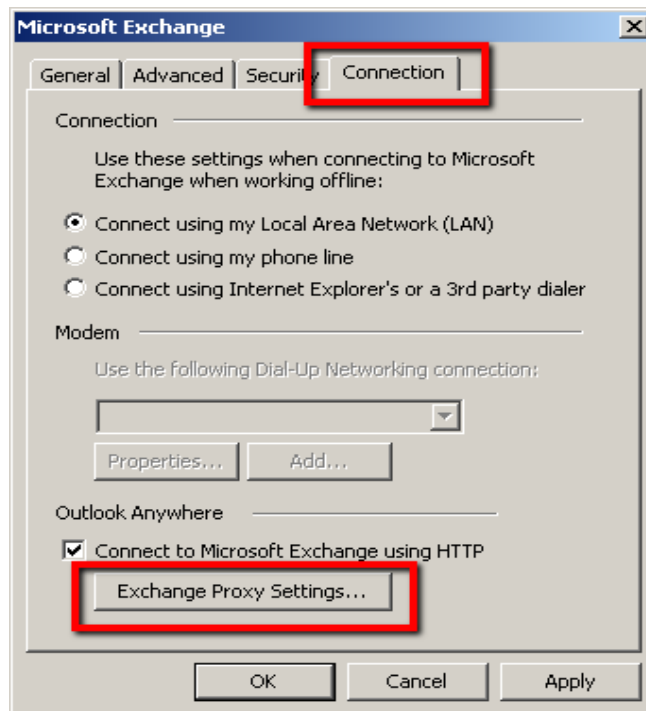 Microsoft Exchange
General Advanced Security Connection
Connection
Use these settings when connecting to Microsoft
Exchange when working offline:
Connect using my Local Area Network (LAN)
Connect using my phone line
Connect using Internet Explorer's or a 3rd party dialer
Modem
Use the following Dial-Up Networking connection:
Properties... Add...
Outlook Anywhere
Connect to Microsoft Exchange using HTTP
Exchange Proxy Settings...
OK Cancel Apply